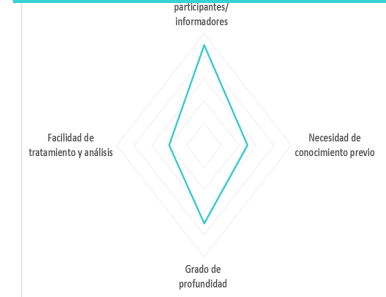 participantes/
informadores
Facilidad de
tratamiento y análisis
Necesidad de
conocimiento previo
Grado de
profundidad